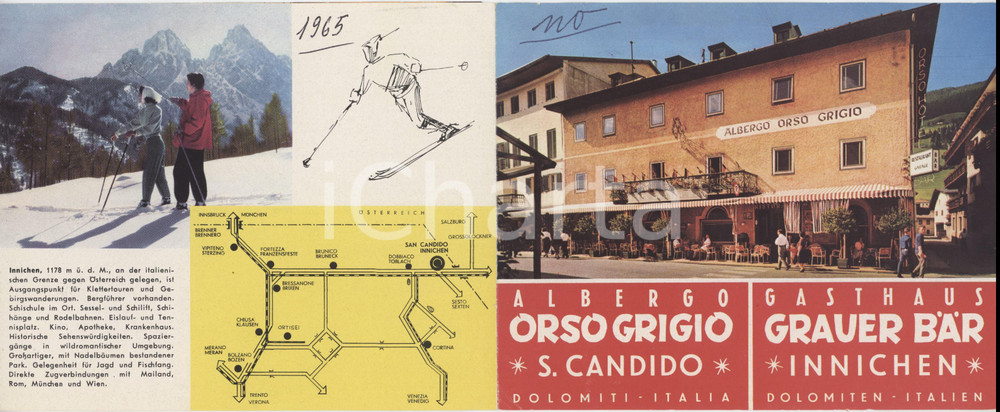 1965
no
Innichen, 1178 m ü. d. M., an der italieni-
schen Grenze gegen Österreich gelegen, ist
Ausgangspunkt für Klettertouren und Ge-
birgswanderungen. Bergführer vorhanden.
Schischule im Ort. Sessel- und Schilift, Schi-
hänge und Rodelbahnen. Eislauf- und Ten-
nisplatz. Kino, Apotheke, Krankenhaus.
Historische Sehenswürdigkeiten. Spazier-
gänge in wildromantischer Umgebung.
Großartiger, mit Nadelbäumen bestandener
Park. Gelegenheit für Jagd und Fischfang.
Direkte Zugverbindungen mit Mailand,
Rom, München und Wien.
INNSBRUCK
MÜNCHEN
ÖSTERREICH
SALZBURG
GROSSGLOCKNER
BRENNER
BRENNERO
VIPITENO
STERZING
FORTEZZA
FRANZENSFESTE
BRUNICO
BRUNECK
DOBBIACO
TOBLACH
SAN CANDIDO
INNICHEN
BRESSANONE
BRIXEN
SESTO
SEXTEN
CHIUSA
KLAUSEN
ORTISEI
MERANO
MERAN
BOLZANO
BOZEN
CORTINA
TRENTO
VERONA
VENEZIA
VENEDIG
ALBERGO ORSO GRIGIO
ORSO
RESTAURANT
iCharta
ALBERGO
ORSO GRIGIO
S. CANDIDO
DOLOMITI - ITALIA
GASTHAUS
GRAUER BÄR
INNICHEN
DOLOMITEN - ITALIEN